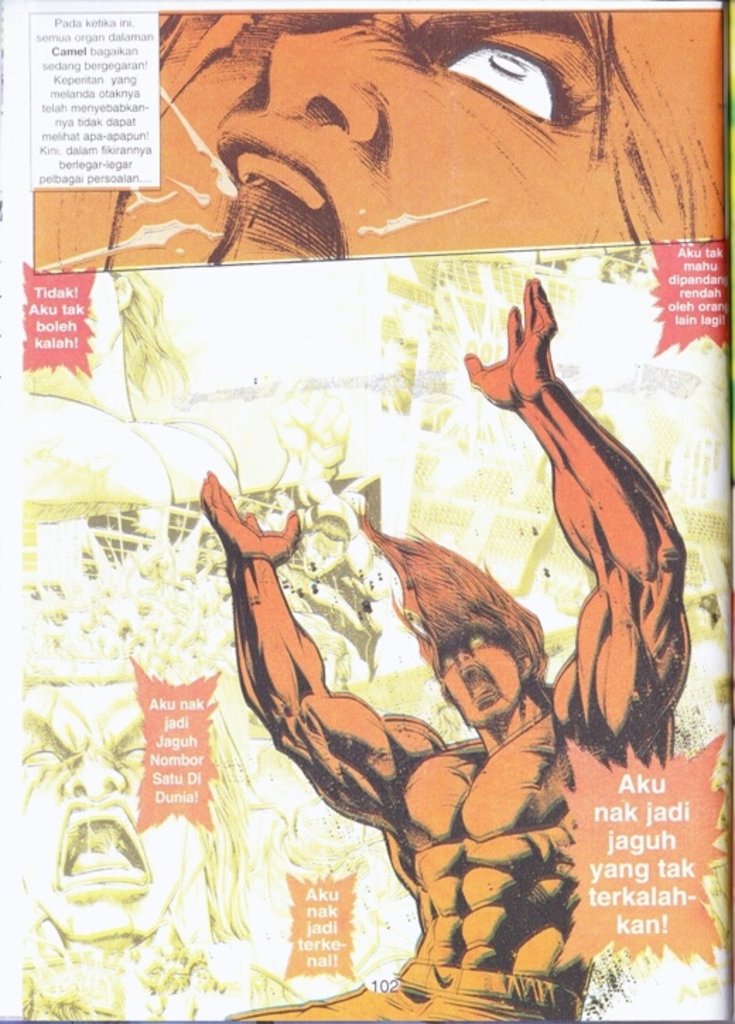 Pada ketika ini,
semua organ dalaman
Camel bagaikan
sedang bergegaran!
Keperitan yang
melanda otaknya
telah menyebabkan-
nya tidak dapat
melihat apa-apapun!
Kini, dalam fikirannya
berlegar-legar
pelbagai persoalan....
Tidak!
Aku tak
boleh
kalah!
Aku tak
mahu
dipandang
rendah
oleh orang
lain lagi!
Aku nak
jadi
Jaguh
Nombor
Satu Di
Dunia!
Aku
nak jadi
jaguh
yang tak
terkalah-
kan!
Aku
nak
jadi
terke-
nal!
102